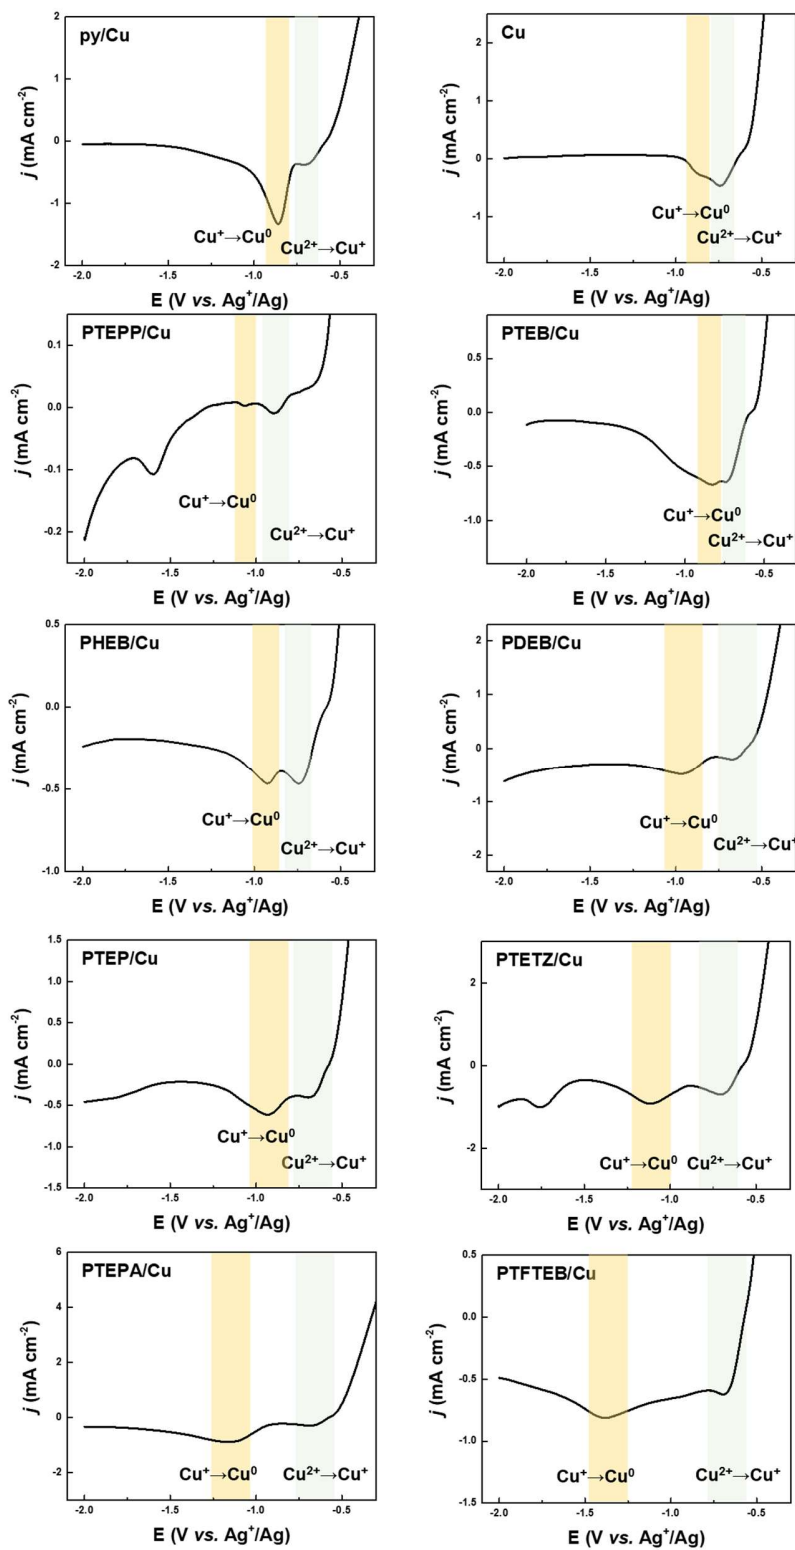 py/Cu
j (mA cm-2)
2
1
0
-1
-2
Cu+→Cu0
Cu2+→Cu+
-2.0 -1.5 -1.0 -0.5
E (V vs. Ag+/Ag)
Cu
j (mA cm-2)
2
1
0
-1
Cu+→Cu0
Cu2+→Cu+
-2.0 -1.5 -1.0 -0.5
E (V vs. Ag+/Ag)
PTEPP/Cu
j (mA cm-2)
0.1
0.0
-0.1
-0.2
Cu+→Cu0
Cu2+→Cu+
-2.0 -1.5 -1.0 -0.5
E (V vs. Ag+/Ag)
PTEB/Cu
j (mA cm-2)
0.5
0.0
-0.5
-1.0
Cu+→Cu0
Cu2+→Cu+
-2.0 -1.5 -1.0 -0.5
E (V vs. Ag+/Ag)
PHEB/Cu
j (mA cm-2)
0.5
0.0
-0.5
-1.0
Cu+→Cu0
Cu2+→Cu+
-2.0 -1.5 -1.0 -0.5
E (V vs. Ag+/Ag)
PDEB/Cu
j (mA cm-2)
2
1
0
-1
-2
Cu+→Cu0
Cu2+→Cu+
-2.0 -1.5 -1.0 -0.5
E (V vs. Ag+/Ag)
PTEP/Cu
j (mA cm-2)
1.5
1.0
0.5
0.0
-0.5
-1.0
-1.5
Cu+→Cu0
Cu2+→Cu+
-2.0 -1.5 -1.0 -0.5
E (V vs. Ag+/Ag)
PTETZ/Cu
j (mA cm-2)
2
0
-2
Cu+→Cu0 Cu2+→Cu+
-2.0 -1.5 -1.0 -0.5
E (V vs. Ag+/Ag)
PTEPA/Cu
j (mA cm-2)
6
4
2
0
-2
Cu+→Cu0 Cu2+→Cu+
-2.0 -1.5 -1.0 -0.5
E (V vs. Ag+/Ag)
PTFTEB/Cu
j (mA cm-2)
0.5
0.0
-0.5
-1.0
-1.5
Cu+→Cu0 Cu2+→Cu+
-2.0 -1.5 -1.0 -0.5
E (V vs. Ag+/Ag)